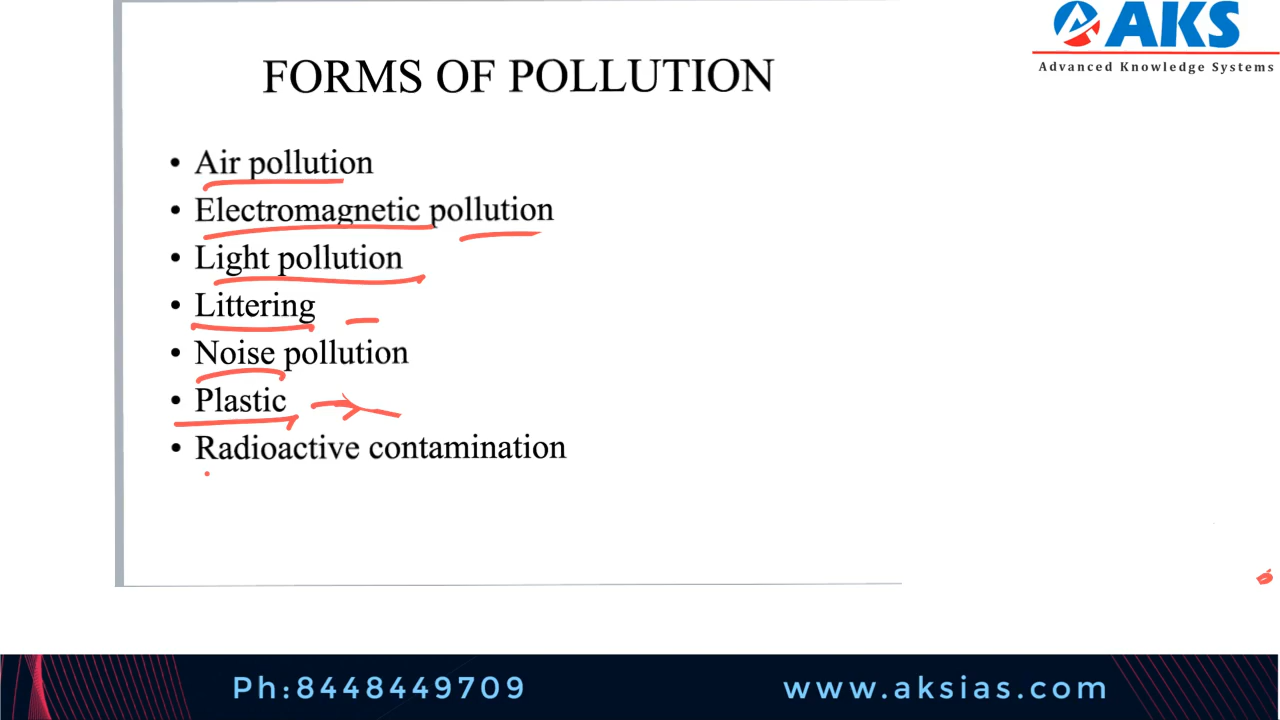 AKS
Advanced Knowledge Systems
FORMS OF POLLUTION
• Air pollution
• Electromagnetic pollution
• Light pollution
• Littering
• Noise pollution
• Plastic
• Radioactive contamination
Ph:8448449709
www.aksias.com